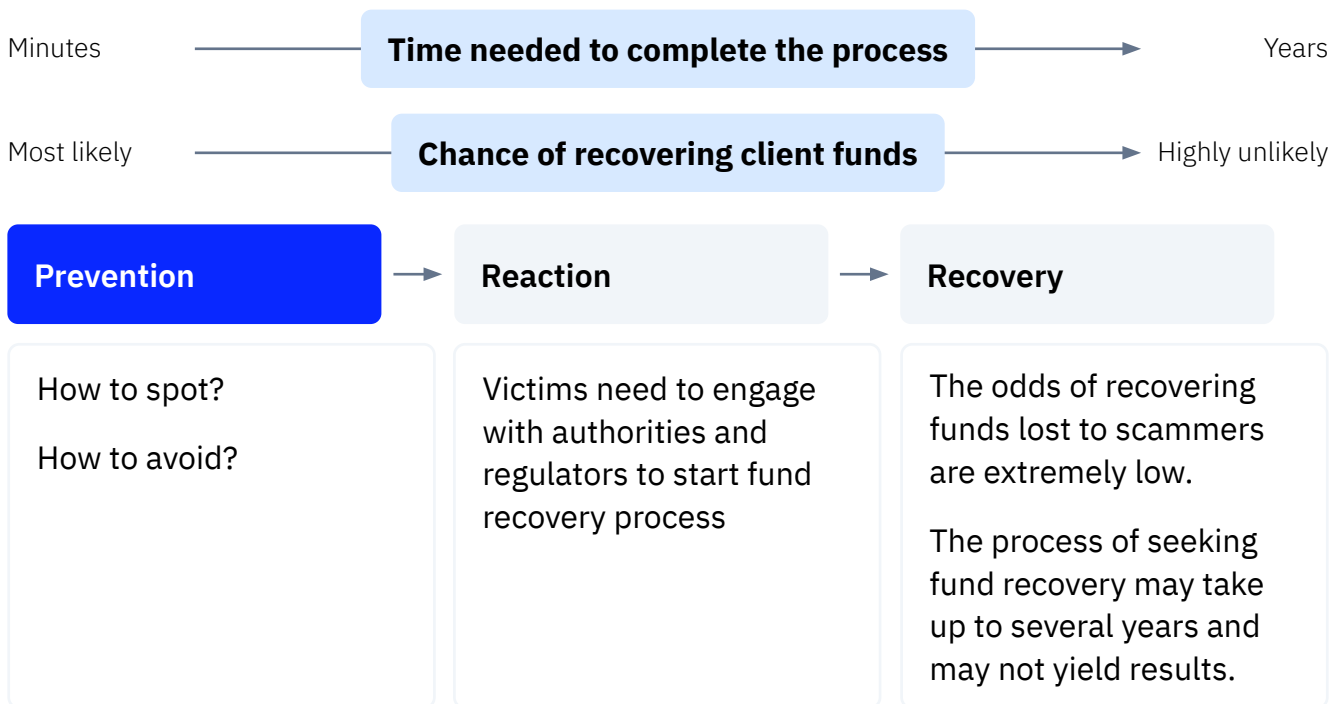 Minutes
Time needed to complete the process
Years
Most likely
Chance of recovering client funds
Highly unlikely
Prevention
Reaction
Recovery
How to spot?
How to avoid?
Victims need to engage
with authorities and
regulators to start fund
recovery process
The odds of recovering
funds lost to scammers
are extremely low.
The process of seeking
fund recovery may take
up to several years and
may not yield results.